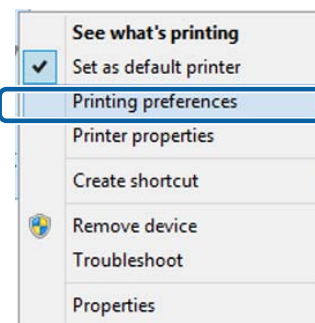 See what's printing
Set as default printer
Printing preferences
Printer properties
Create shortcut
Remove device
Troubleshoot
Properties